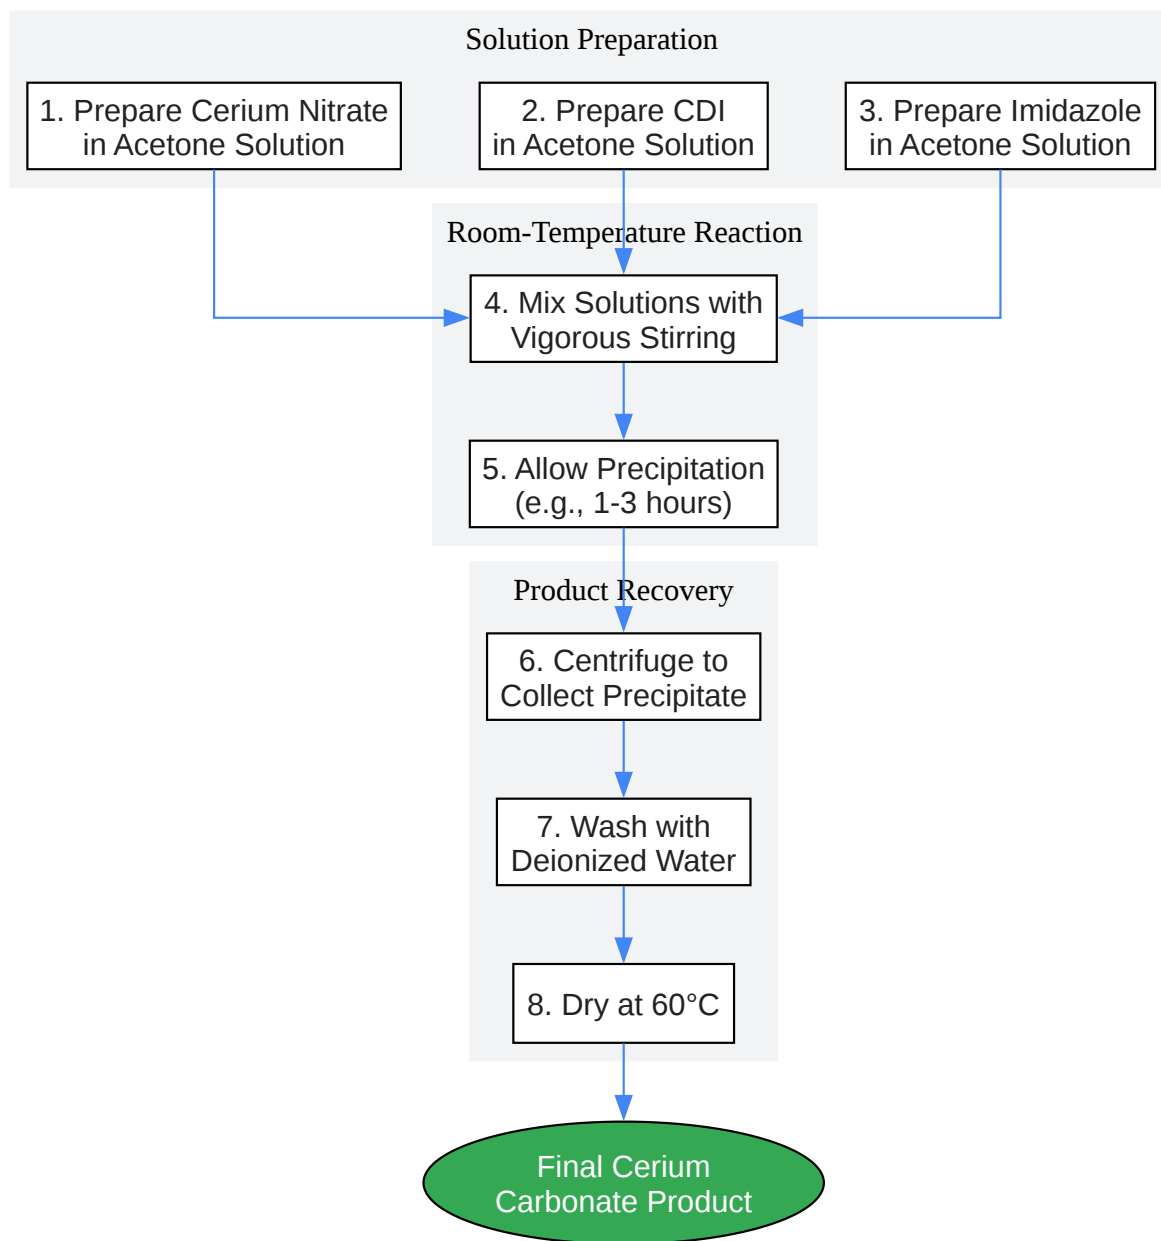 Solution Preparation
1. Prepare Cerium Nitrate
in Acetone Solution
2. Prepare CDI
in Acetone Solution
3. Prepare Imidazole
in Acetone Solution
Room-Temperature Reaction
4. Mix Solutions with
Vigorous Stirring
5. Allow Precipitation
(e.g., 1-3 hours)
Product Recovery
6. Centrifuge to
Collect Precipitate
7. Wash with
Deionized Water
8. Dry at 60°C
Final Cerium
Carbonate Product